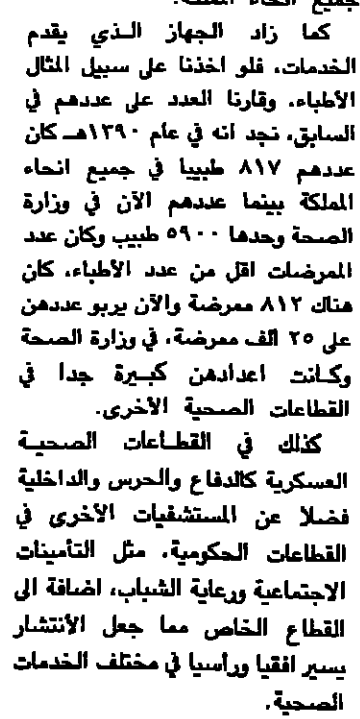 جميع انحاء المملكة.
كما زاد الجهاز الذي يقدم
الخدمات، فلو اخذنا على سبيل المثال
الأطباء، وقارنا العدد على عددهم في
السابق، نجد انه في عام ١٣٩٠هـ كان
عددهم ٨١٧ طبيبا في جميع انحاء
المملكة بينما عددهم الآن في وزارة
الصحة وحدها ٥٩٠٠ طبيب وكان عدد
الممرضات اقل من عدد الأطباء، كان
هناك ٨١٢ ممرضة والآن يربو عددهن
على ٢٥ الف ممرضة، في وزارة الصحة
وكانت اعدادهن كبيرة جدا في
القطاعات الصحية الأخرى.
كذلك في القطاعات الصحية
العسكرية كالدفاع والحرس والداخلية
فضلا عن المستشفيات الأخرى في
القطاعات الحكومية، مثل التأمينات
الاجتماعية ورعاية الشباب، اضافة الى
القطاع الخاص مما جعل الأنتشار
يسير افقيا ورأسيا في مختلف الخدمات
الصحية.